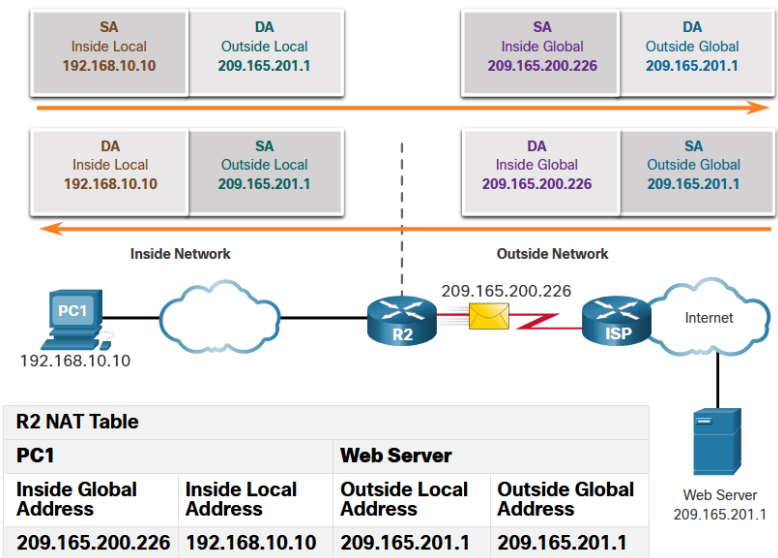 SA
Inside Local
192.168.10.10
DA
Outside Local
209.165.201.1
SA
Inside Global
209.165.200.226
DA
Outside Global
209.165.201.1
DA
Inside Local
192.168.10.10
SA
Outside Local
209.165.201.1
DA
Inside Global
209.165.200.226
SA
Outside Global
209.165.201.1
Inside Network
Outside Network
209.165.200.226
PC1
R2
ISP
Internet
192.168.10.10
R2 NAT Table
PC1
Web Server
Inside Global
Address
Inside Local
Address
Outside Local
Address
Outside Global
Address
209.165.200.226
192.168.10.10
209.165.201.1
209.165.201.1
Web Server
209.165.201.1